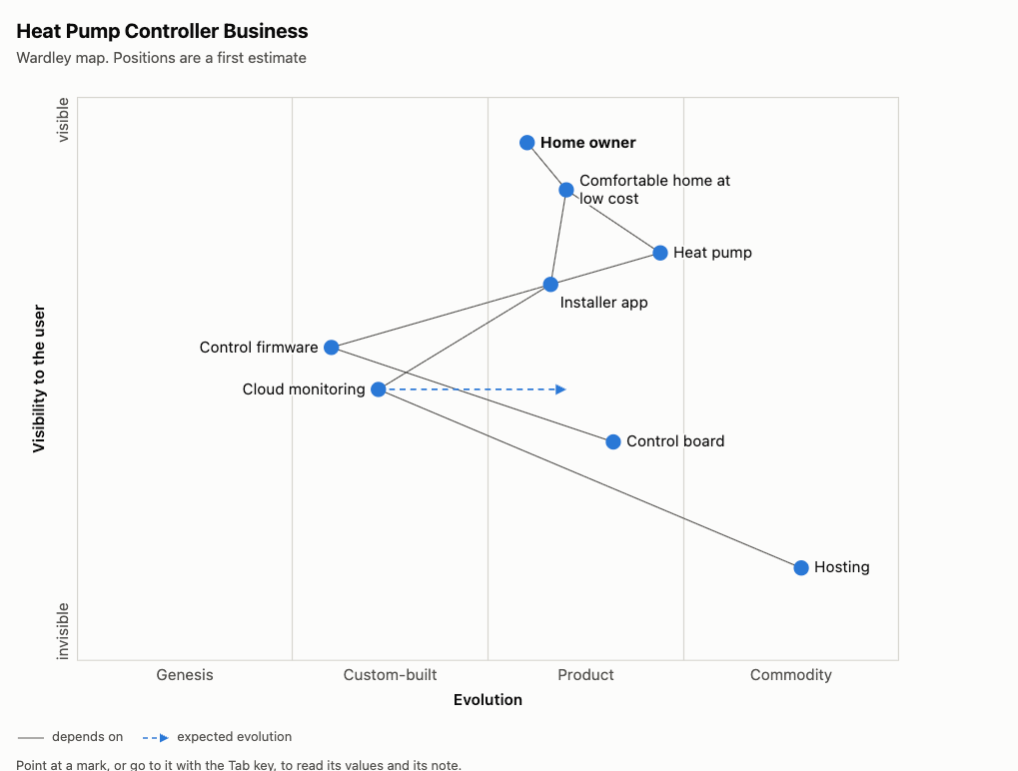 Heat Pump Controller Business
Wardley map. Positions are a first estimate
visible
Home owner
Comfortable home at
low cost
Heat pump
Installer app
Control firmware
Cloud monitoring
Control board
Hosting
Visibility to the user
invisible
Genesis
Custom-built
Product
Commodity
Evolution
depends on
expected evolution
Point at a mark, or go to it with the Tab key, to read its values and its note.